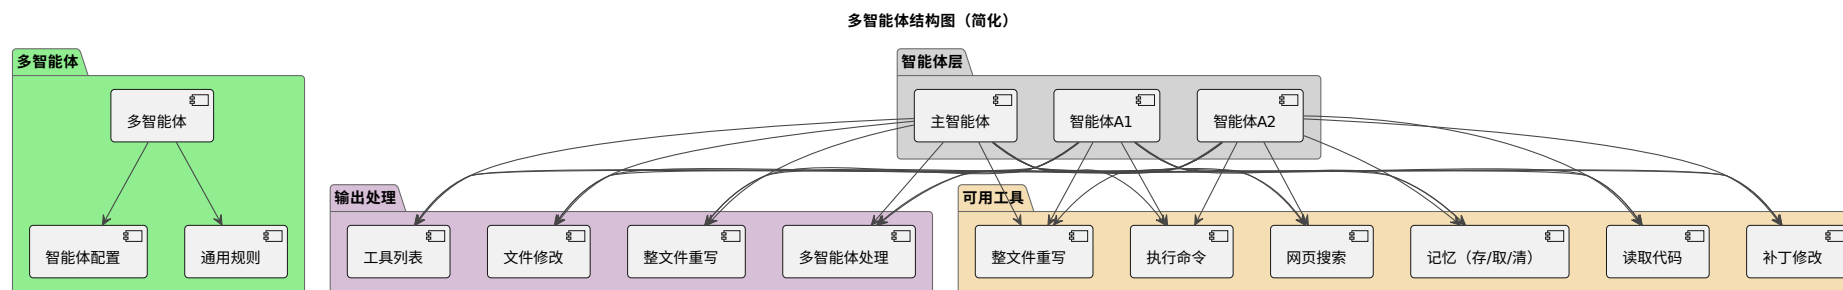 多智能体结构图（简化）
多智能体
多智能体
智能体配置
通用规则
智能体层
主智能体
智能体A1
智能体A2
输出处理
工具列表
文件修改
整文件重写
多智能体处理
可用工具
整文件重写
执行命令
网页搜索
记忆（存/取/清）
读取代码
补丁修改